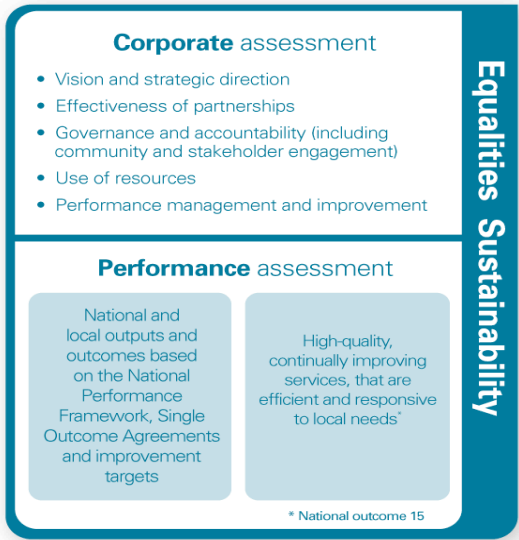 Corporate assessment
• Vision and strategic direction
• Effectiveness of partnerships
• Governance and accountability (including
community and stakeholder engagement)
• Use of resources
• Performance management and improvement
Performance assessment
National and
local outputs and
outcomes based
on the National
Performance
Framework, Single
Outcome Agreements
and improvement
targets
High-quality,
continually improving
services, that are
efficient and responsive
to local needs*
* National outcome 15
Equalities Sustainability